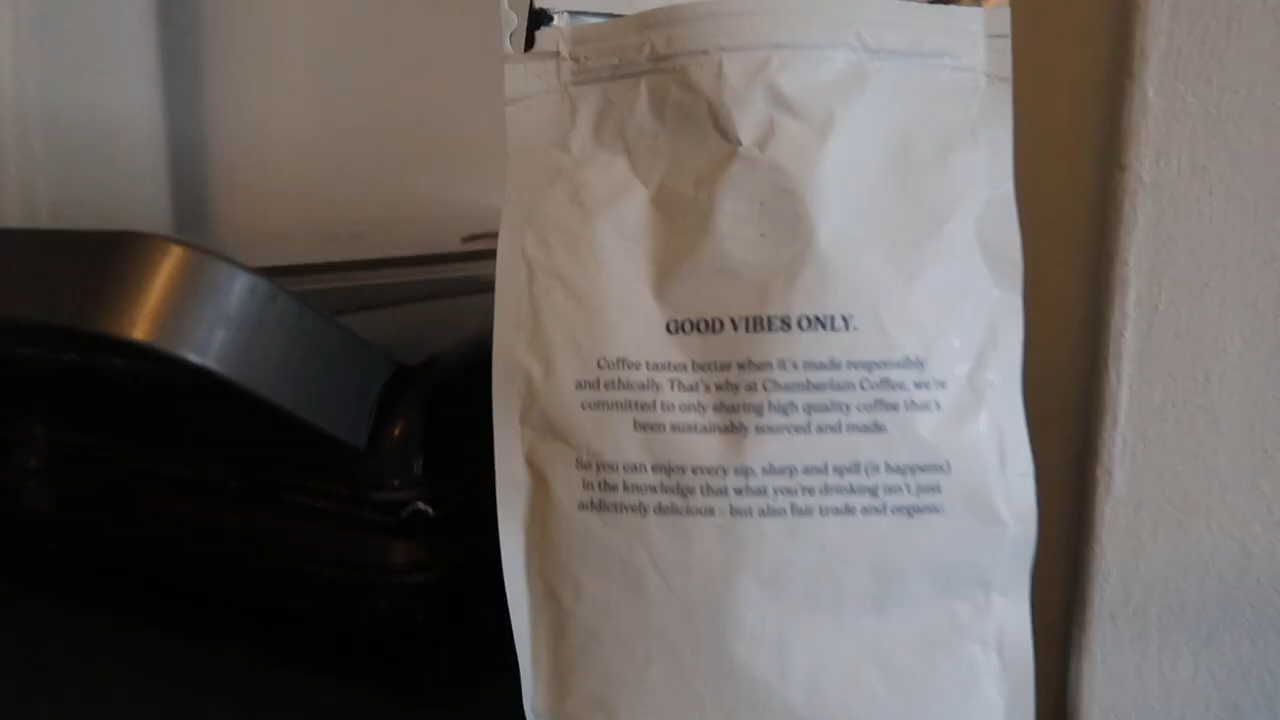 GOOD VIBES ONLY.
Coffee tastes better when it's made responsibly
and ethically. That's why at Chamberlain Coffee, we're
committed to only sharing high quality coffee that's
been sustainably sourced and made.
So you can enjoy every sip, slurp and spill (it happens)
in the knowledge that what you're drinking isn't just
addictively delicious - but also fair trade and organic.